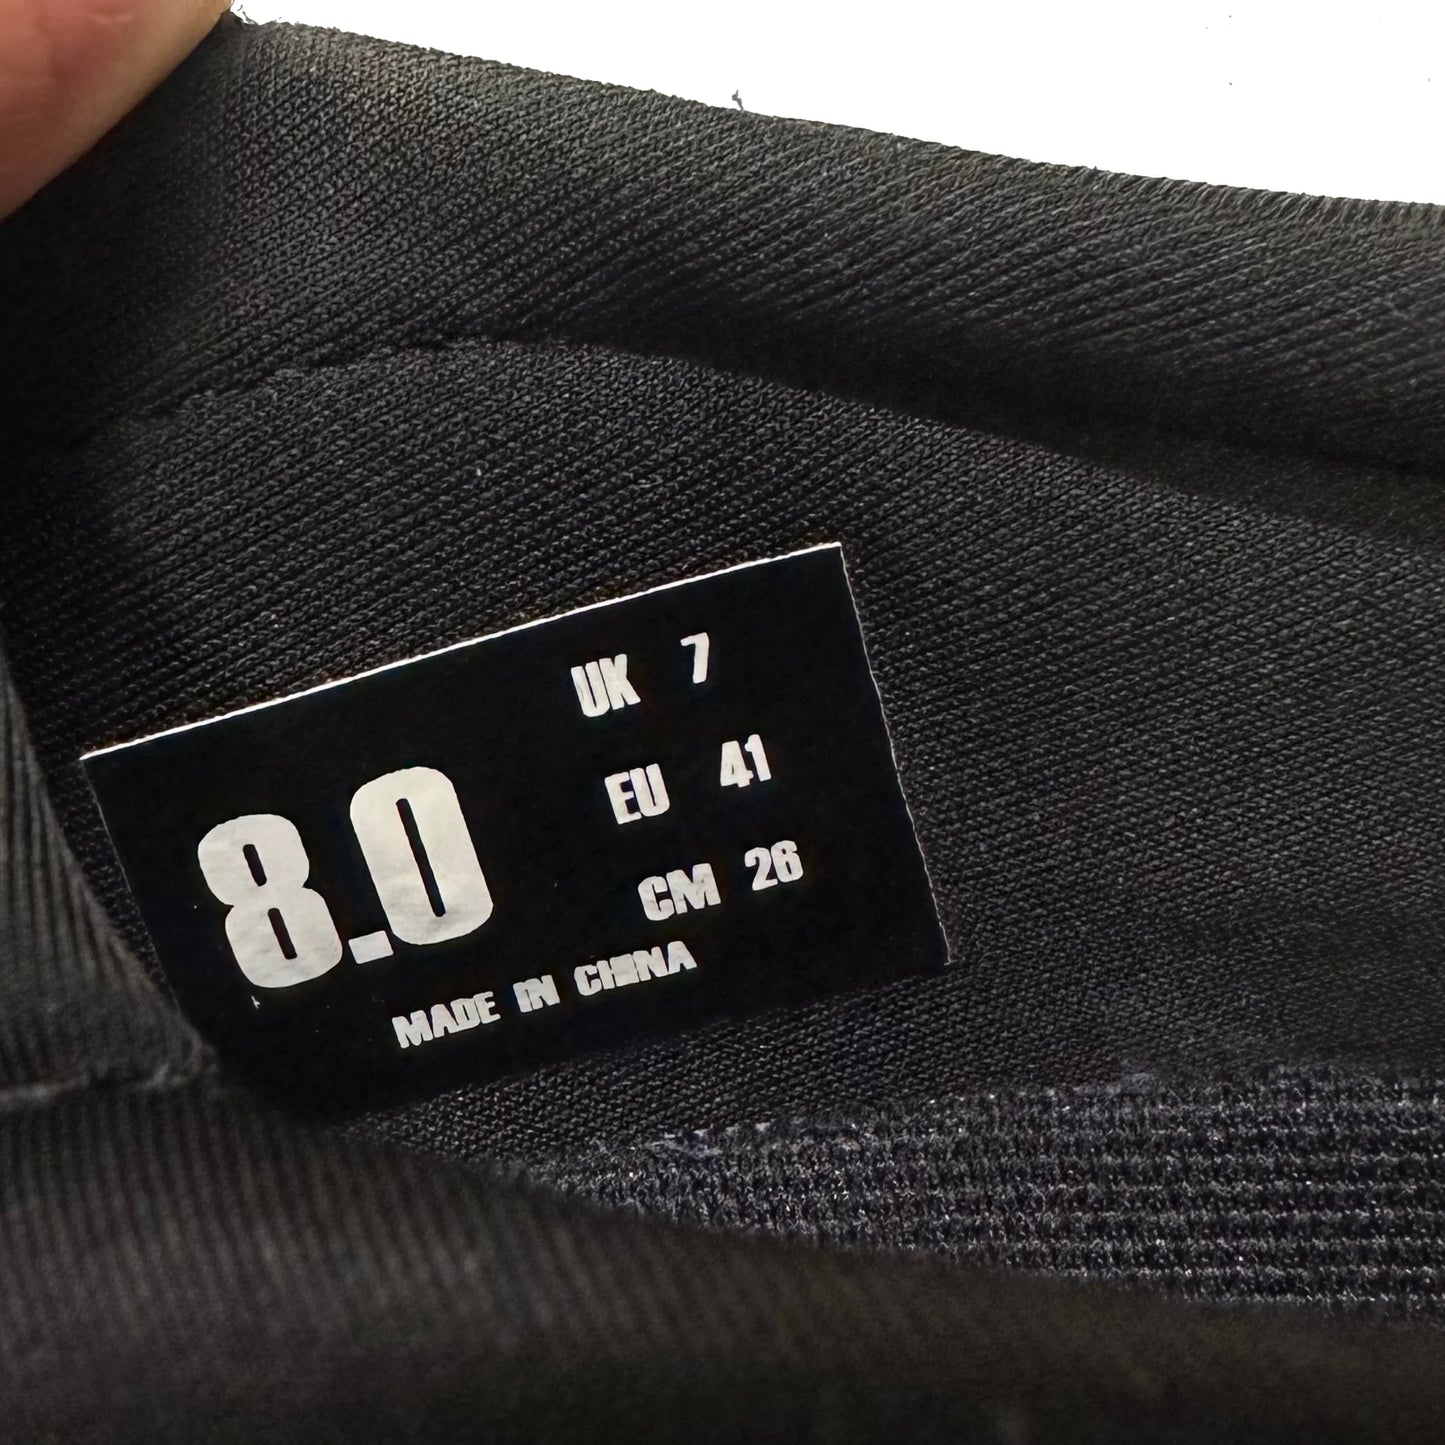 8.0
UK 7
EU 41
CM 26
MADE IN CHINA